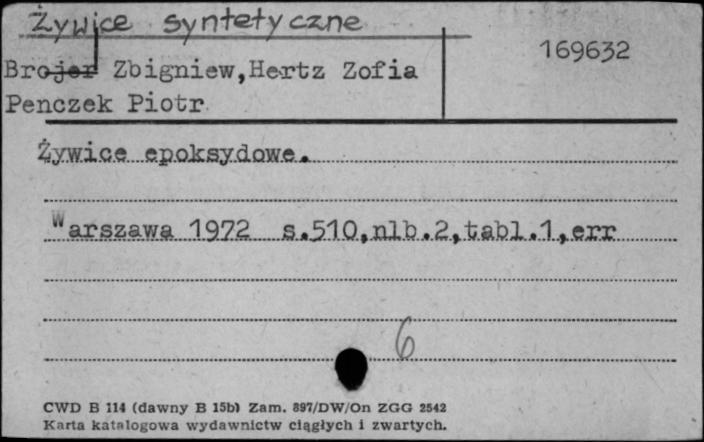 Żywice syntetyczne
169632
Brojer Zbigniew,Hertz Zofia
Penczek Piotr
Żywice epoksydowe.
Warszawa 1972 s.510,nlb.2,tabl.1,err
6
CWD B 114 (dawny B 15b) Zam. 897/DW/On ZGG 2542
Karta katalogowa wydawnictw ciągłych i zwartych.